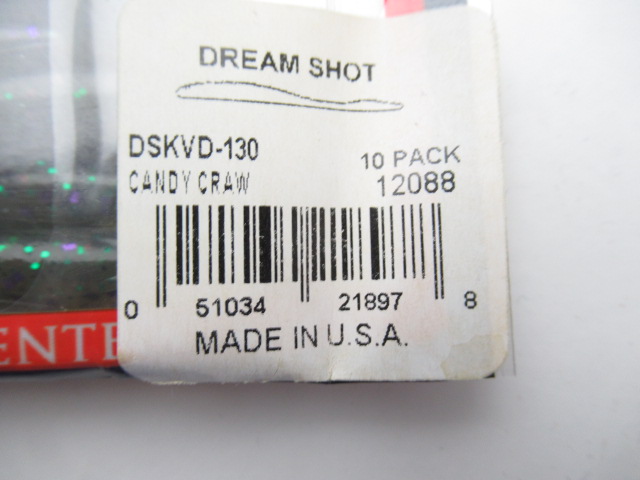 DREAM SHOT
DSKVD-130
10 PACK
CANDY CRAW
12088
0 51034 21897 8
MADE IN U.S.A.
ENTE